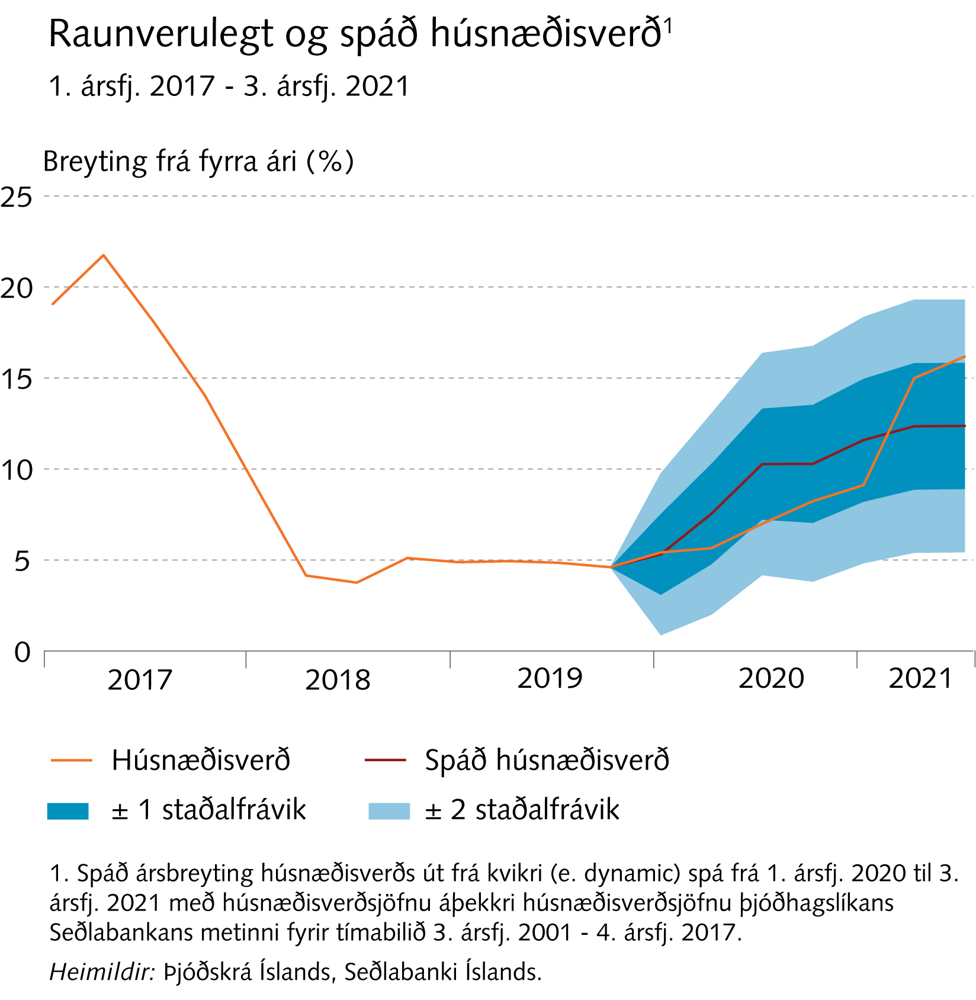 Raunverulegt og spáð húsnæðisverð¹
1. ársfj. 2017 - 3. ársfj. 2021
Breyting frá fyrra ári (%)
25
20
15
10
5
0
2017 2018 2019 2020 2021
Húsnæðisverð Spáð húsnæðisverð
± 1 staðalfrávik ± 2 staðalfrávik
1. Spáð ársbreyting húsnæðisverðs út frá kvikri (e. dynamic) spá frá 1. ársfj. 2020 til 3.
ársfj. 2021 með húsnæðisverðsjöfnu áþekkri húsnæðisverðsjöfnu þjóðhagslíkans
Seðlabankans metinni fyrir tímabilið 3. ársfj. 2001 - 4. ársfj. 2017.
Heimildir: Þjóðskrá Íslands, Seðlabanki Íslands.